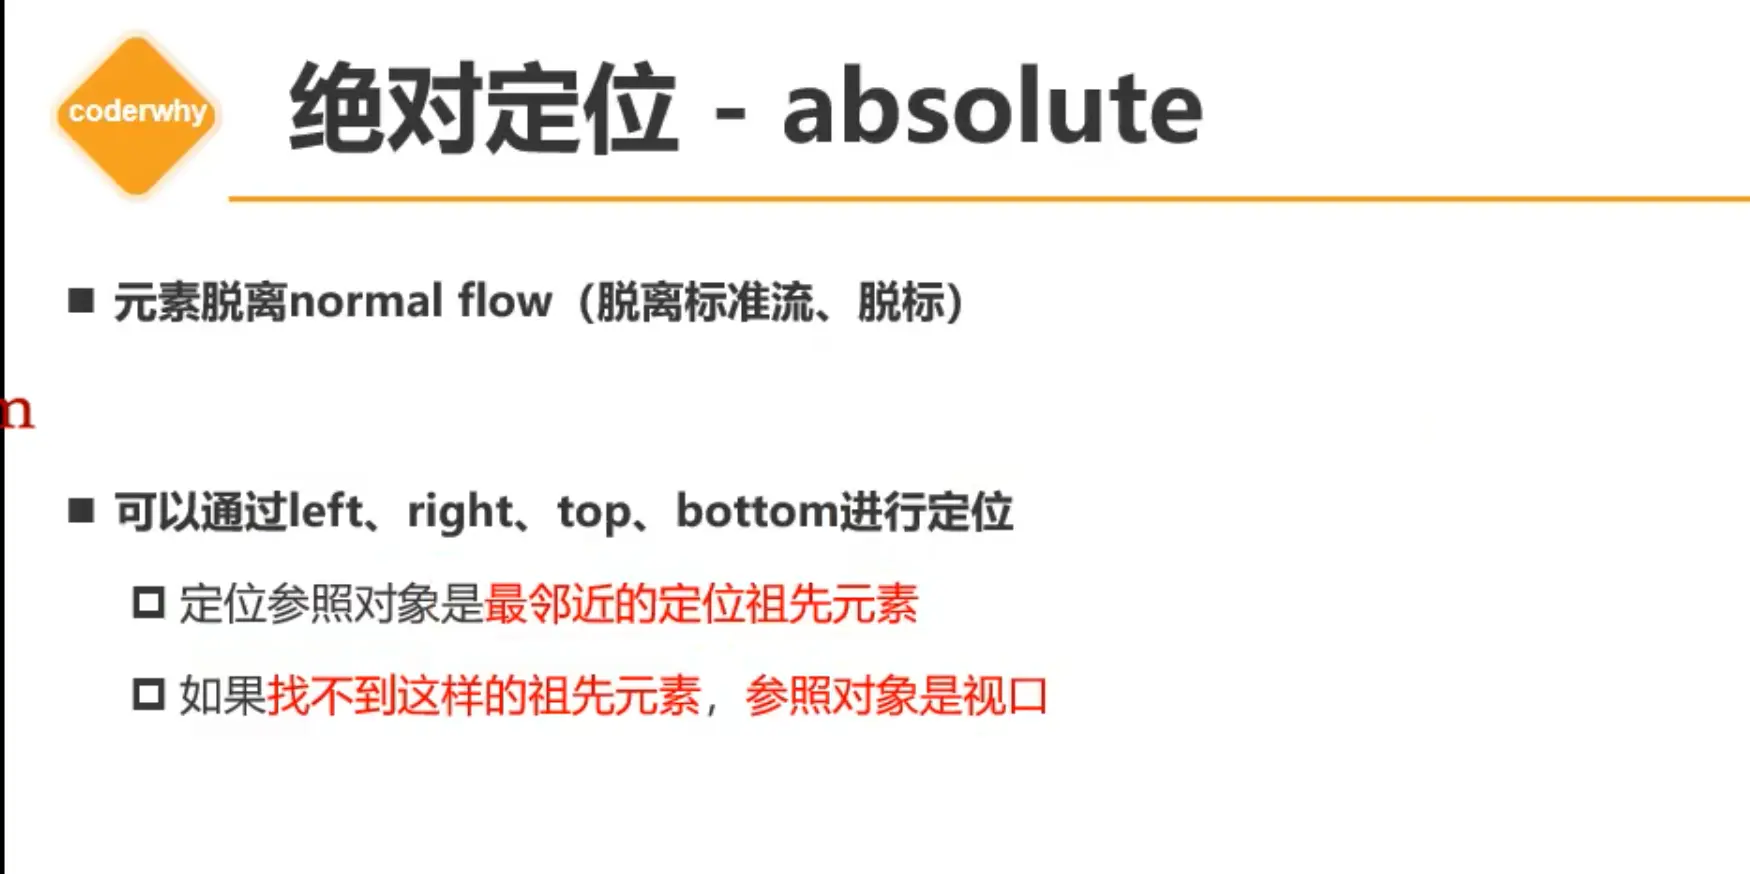 coderwhy
绝对定位 - absolute
元素脱离normal flow（脱离标准流、脱标）
n
可以通过left、right、top、bottom进行定位
定位参照对象是最邻近的定位祖先元素
如果找不到这样的祖先元素，参照对象是视口